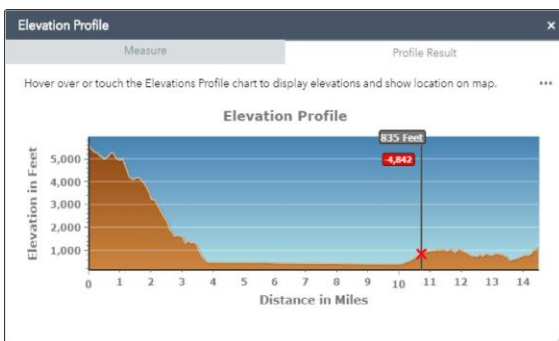 Elevation Profile ×
Measure Profile Result
Hover over or touch the Elevations Profile chart to display elevations and show location on map. •••
Elevation Profile
835 Feet
-4,842
5,000
4,000
3,000
2,000
1,000
Elevation in Feet
0 1 2 3 4 5 6 7 8 9 10 11 12 13 14
Distance in Miles